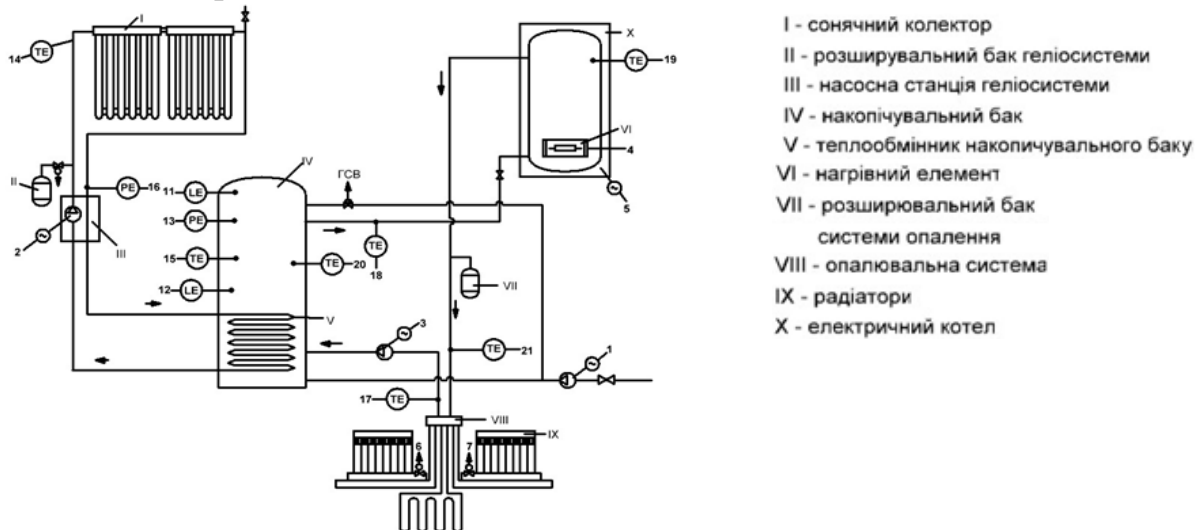 I
14 TE
X
TE 19
VI
4
5
II
PE 16
2
III
IV
11 LE
13 PE
15 TE
12 LE
TE 20
V
ГСВ
TE
18
VII
3
TE 21
1
17 TE
VIII
IX
6
7
I - сонячний колектор
II - розширувальний бак геліосистеми
III - насосна станція геліосистеми
IV - накопічувальний бак
V - теплообмінник накопичувального баку
VI - нагрівний елемент
VII - розширювальний бак
системи опалення
VIII - опалювальна система
IX - радіатори
X - електричний котел